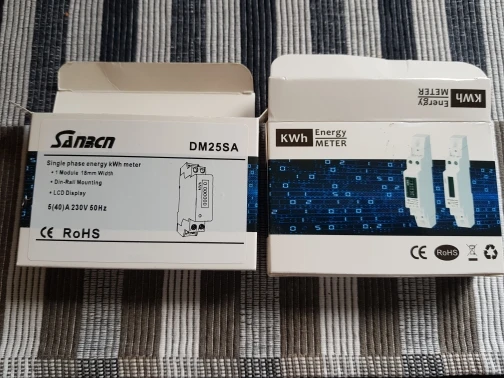 SANBCN
DM25SA
Single phase energy kWh meter
• 1 Module 18mm Width
• Din-Rail Mounting
• LCD Display
5(40)A 230V 50Hz
CE RoHS
KWh Energy
METER
KWh Energy
METER
CE RoHS